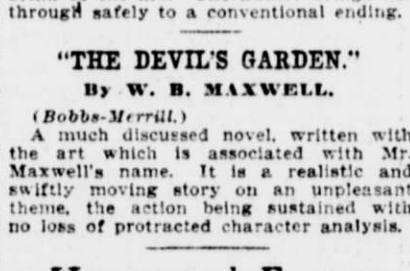 through safely to a conventional ending.
"THE DEVIL'S GARDEN."
By W. B. MAXWELL.
(Bobbs-Merrill.)
A much discussed novel, written with
the art which is associated with Mr.
Maxwell's name. It is a realistic and
swiftly moving story on an unpleasant
theme, the action being sustained with
no loss of protracted character analysis.